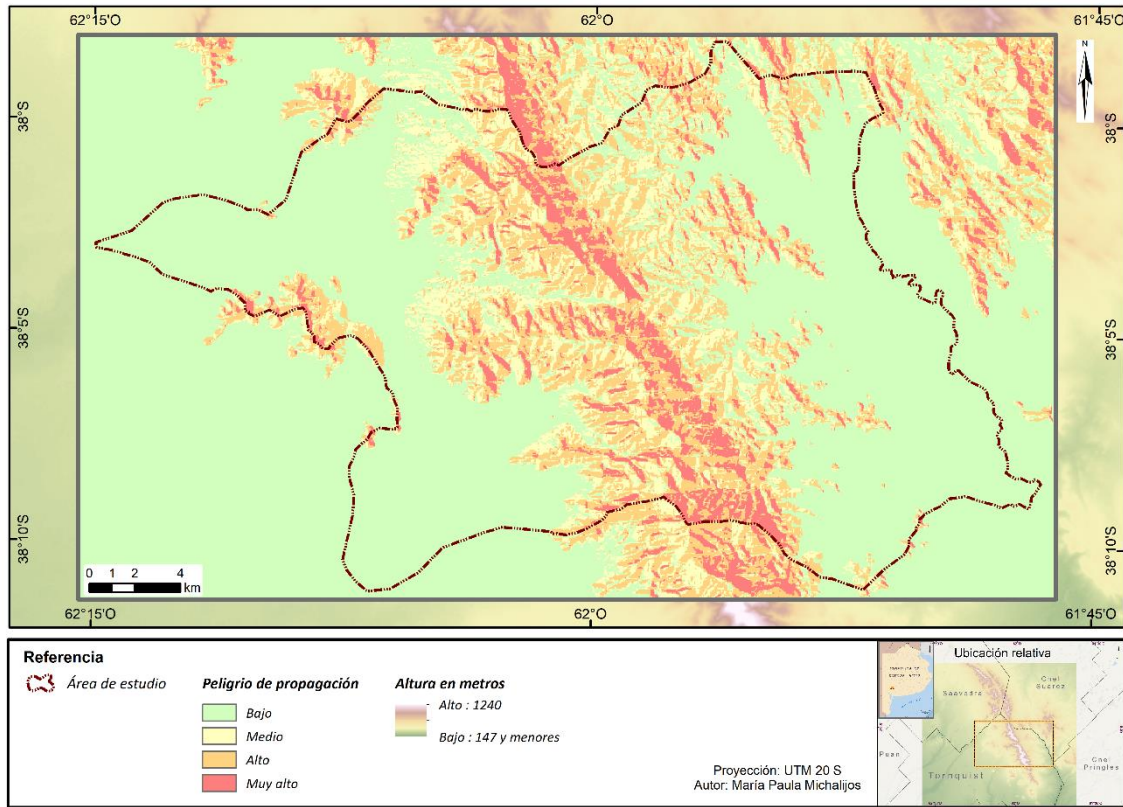 62°15'O
62°O
61°45'O
N
38°S
38°S
38°5'S
38°5'S
38°10'S
38°10'S
0 1 2 4
km
62°15'O
62°O
61°45'O
Referencia
Área de estudio
Peligrio de propagación
Bajo
Medio
Alto
Muy alto
Altura en metros
Alto : 1240
Bajo : 147 y menores
Proyección: UTM 20 S
Autor: María Paula Michalijos
Ubicación relativa
Saavedra
Cnel
Suárez
Puan
Tornquist
Cnel
Pringles